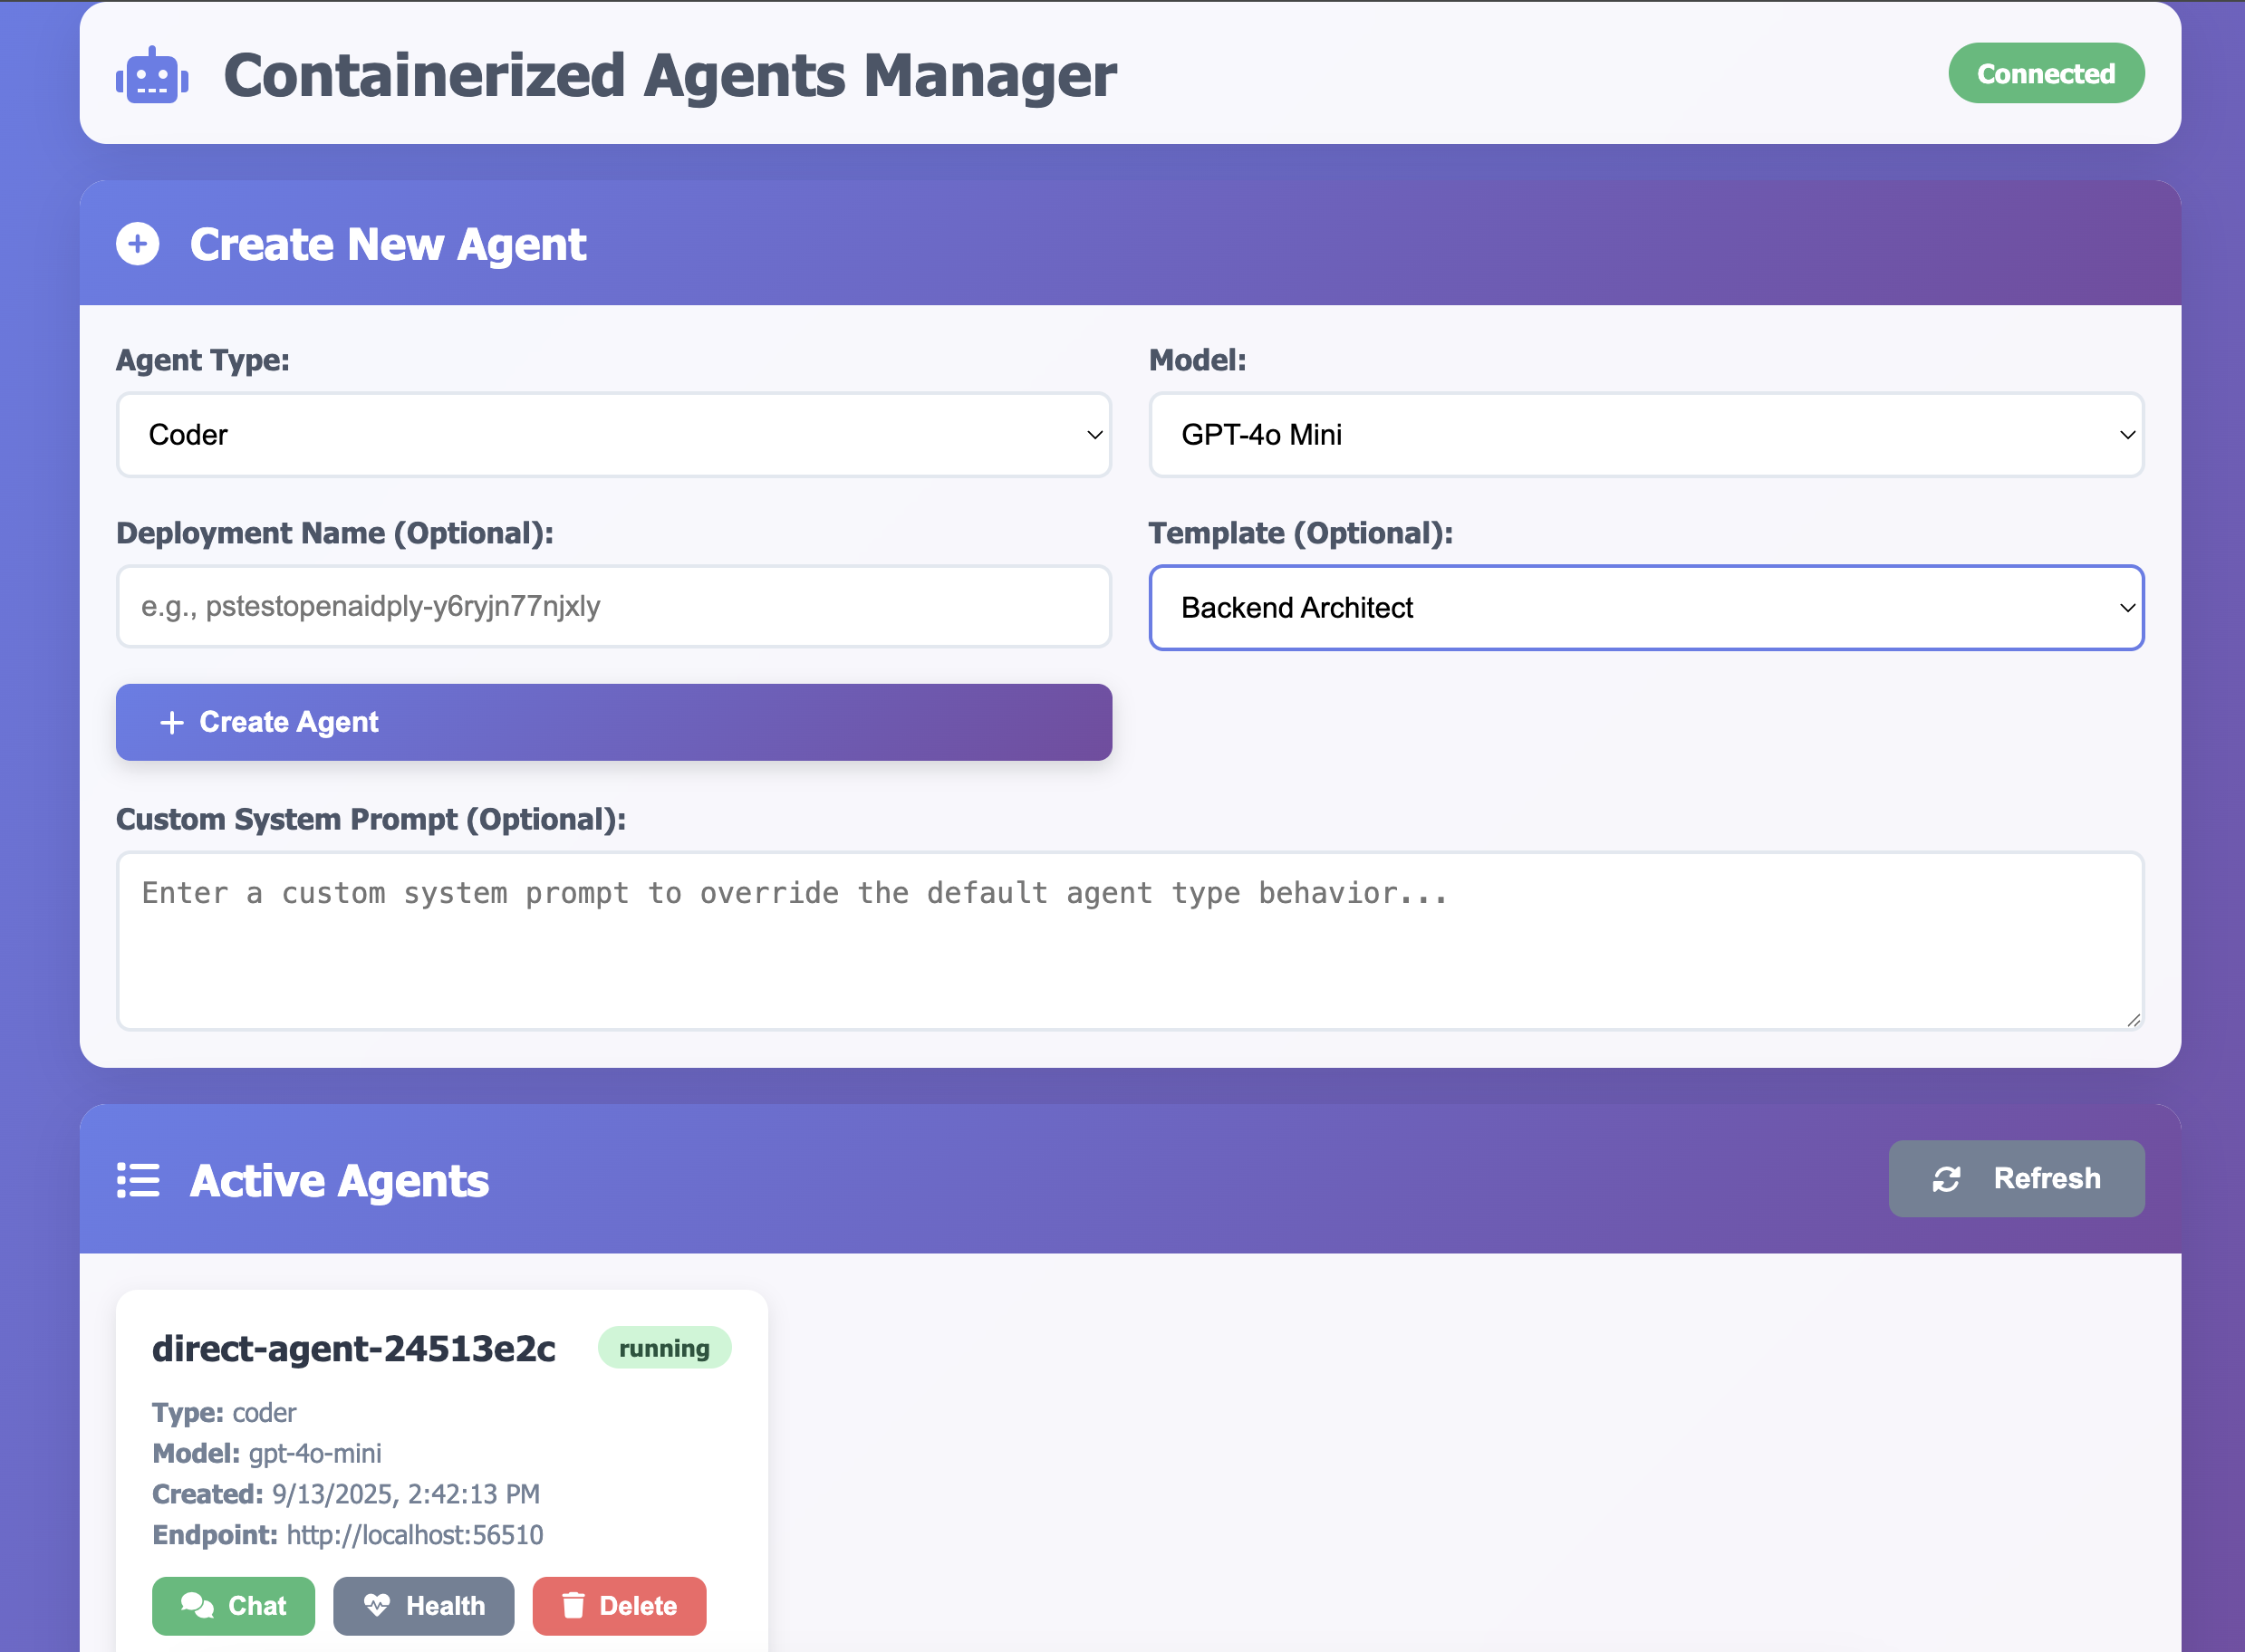 Containerized Agents Manager
Connected
Create New Agent
Agent Type:
Model:
Coder
GPT-4o Mini
Deployment Name (Optional):
Template (Optional):
e.g., pstestopenaidply-y6ryjn77njxly
Backend Architect
Create Agent
Custom System Prompt (Optional):
Enter a custom system prompt to override the default agent type behavior...
Active Agents
Refresh
direct-agent-24513e2c
running
Type: coder
Model: gpt-4o-mini
Created: 9/13/2025, 2:42:13 PM
Endpoint: http://localhost:56510
Chat
Health
Delete